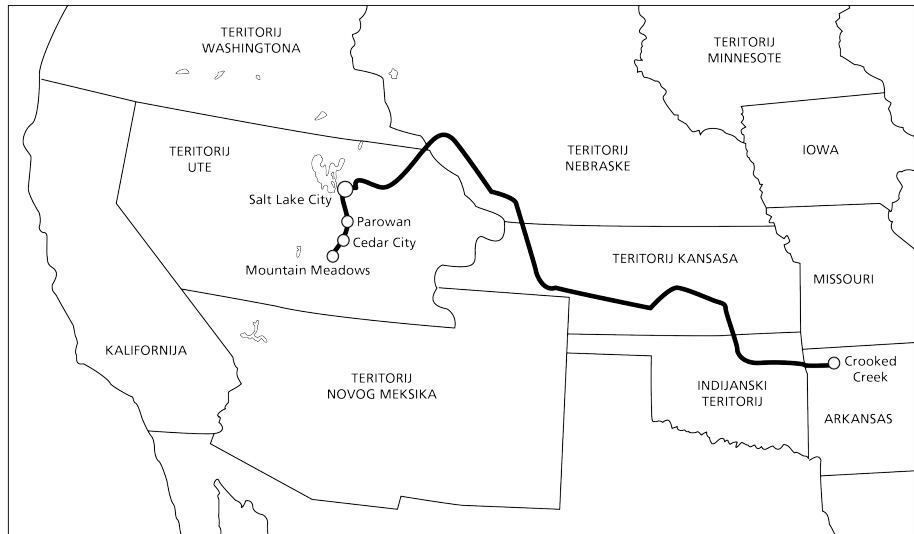 TERITORIJ
WASHINGTONA
TERITORIJ
MINNESOTE
TERITORIJ
UTE
TERITORIJ
NEBRASKE
IOWA
Salt Lake City
Parowan
Cedar City
Mountain Meadows
TERITORIJ KANSASA
MISSOURI
KALIFORNIJA
TERITORIJ
NOVOG MEKSIKA
INDIJANSKI
TERITORIJ
Crooked
Creek
ARKANSAS